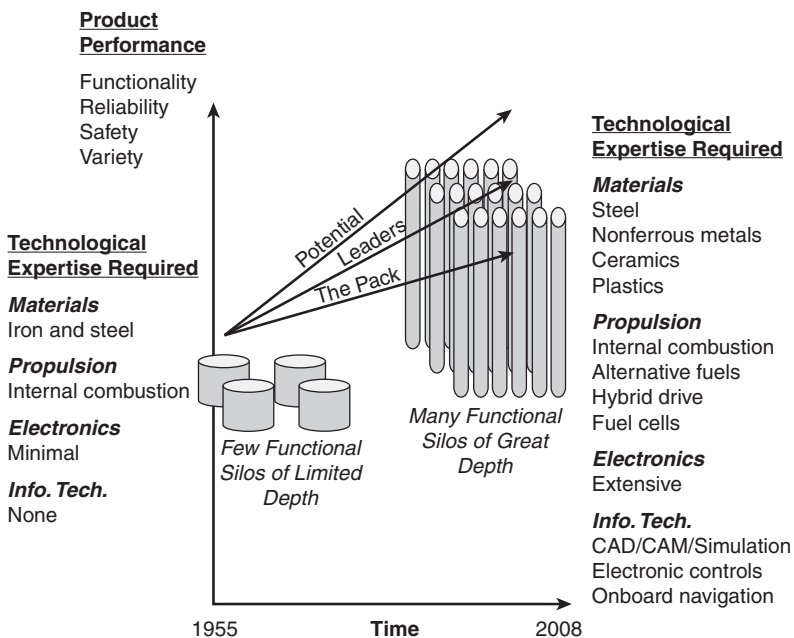 Product
Performance
Functionality
Reliability
Safety
Variety
Technological
Expertise Required
Materials
Iron and steel
Propulsion
Internal combustion
Electronics
Minimal
Info. Tech.
None
Potential
Leaders
The Pack
Few Functional
Silos of Limited
Depth
Many Functional
Silos of Great
Depth
Technological
Expertise Required
Materials
Steel
Nonferrous metals
Ceramics
Plastics
Propulsion
Internal combustion
Alternative fuels
Hybrid drive
Fuel cells
Electronics
Extensive
Info. Tech.
CAD/CAM/Simulation
Electronic controls
Onboard navigation
1955 Time 2008